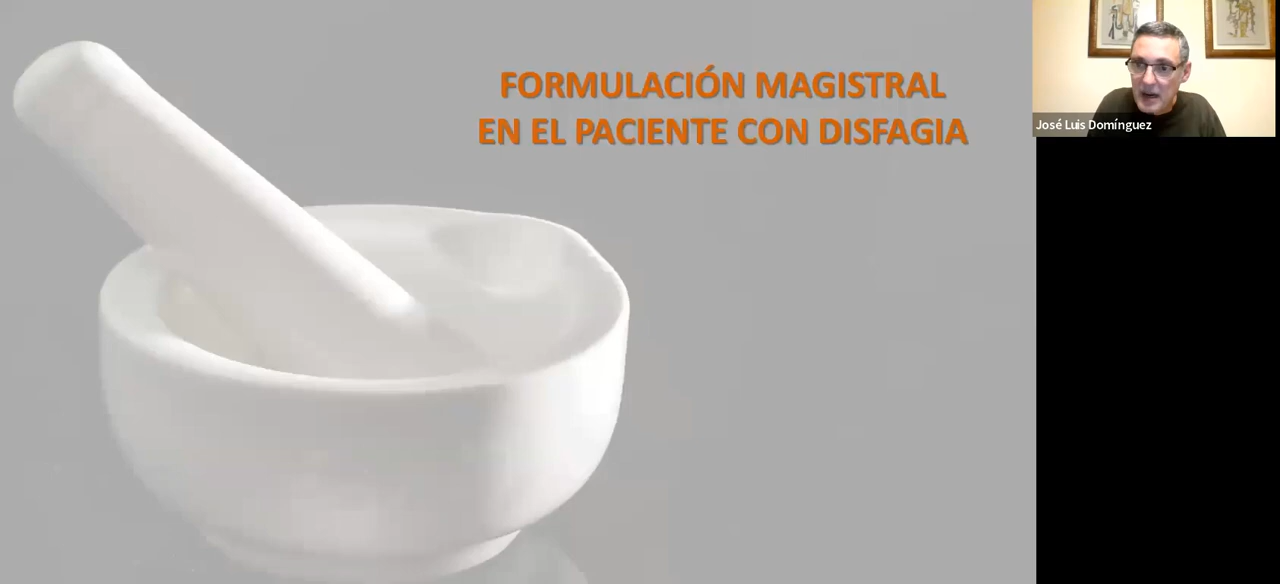 FORMULACIÓN MAGISTRAL
EN EL PACIENTE CON DISFAGIA
José Luis Domínguez